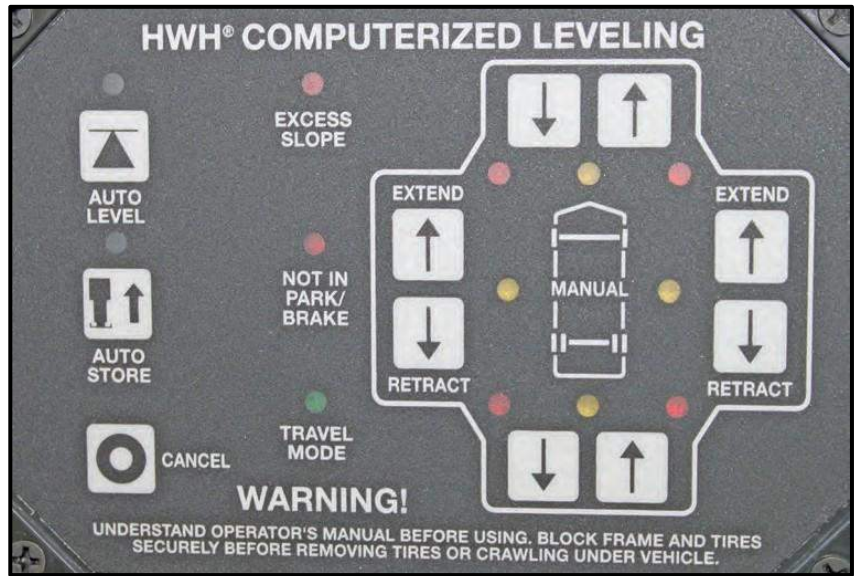 HWH® COMPUTERIZED LEVELING
AUTO
LEVEL
EXCESS
SLOPE
AUTO
STORE
NOT IN
PARK/
BRAKE
CANCEL
TRAVEL
MODE
EXTEND
RETRACT
MANUAL
EXTEND
RETRACT
WARNING!
UNDERSTAND OPERATOR'S MANUAL BEFORE USING. BLOCK FRAME AND TIRES
SECURELY BEFORE REMOVING TIRES OR CRAWLING UNDER VEHICLE.